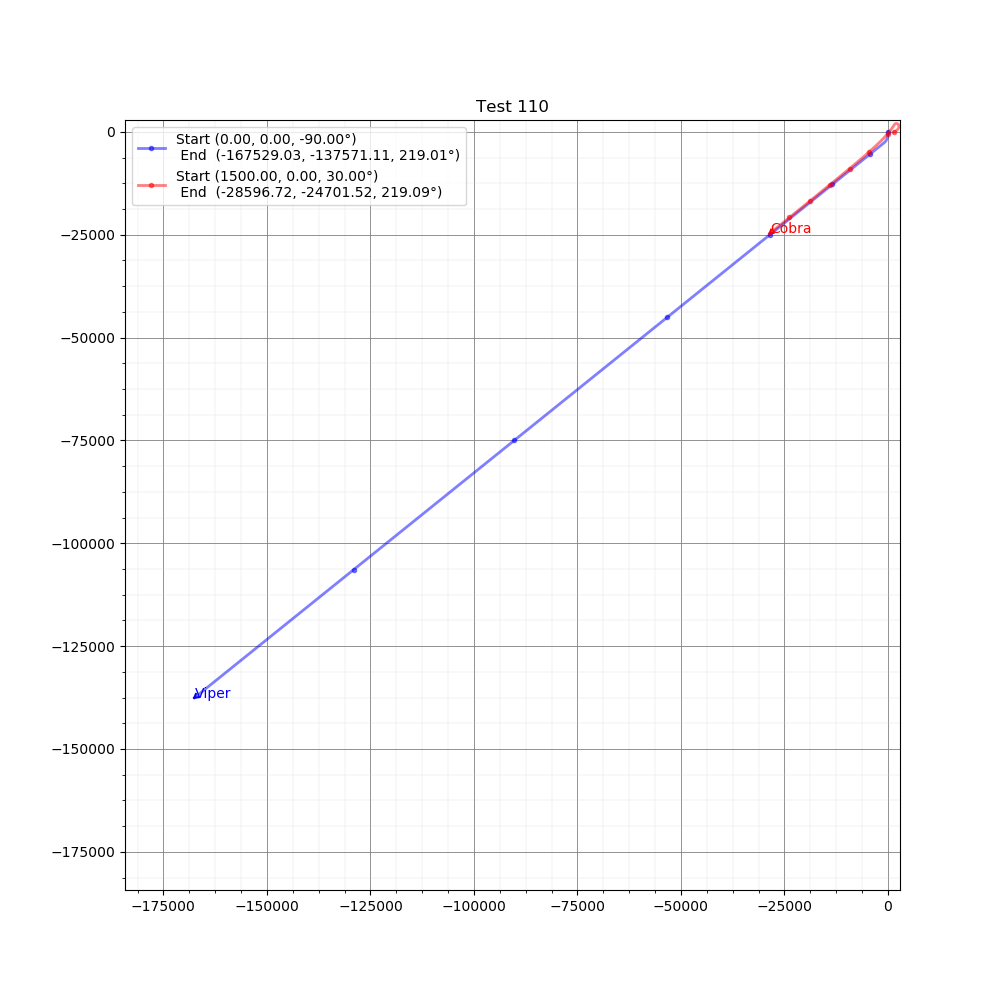 Test 110
Start (0.00, 0.00, -90.00°)
End (-167529.03, -137571.11, 219.01°)
Start (1500.00, 0.00, 30.00°)
End (-28596.72, -24701.52, 219.09°)
0
−25000
−50000
−75000
−100000
−125000
−150000
−175000
Cobra
Viper
−175000 −150000 −125000 −100000 −75000 −50000 −25000 0